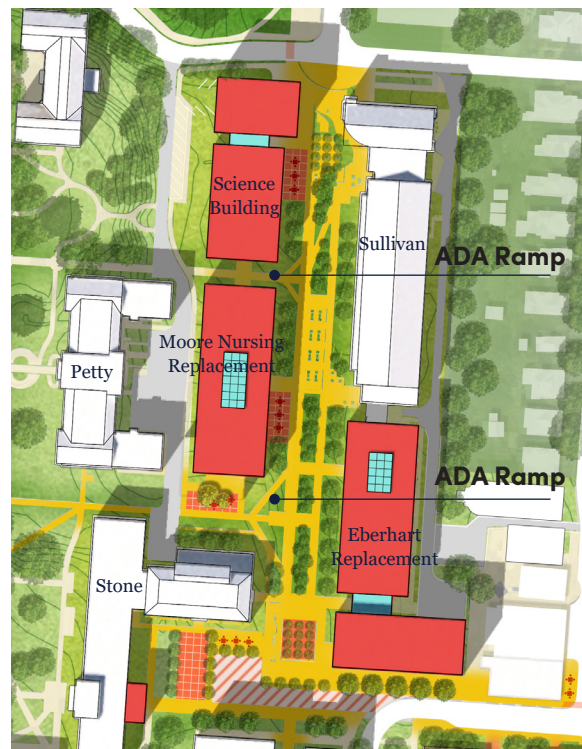 Science
Building
Sullivan
ADA Ramp
Moore Nursing
Replacement
Petty
ADA Ramp
Eberhart
Replacement
Stone